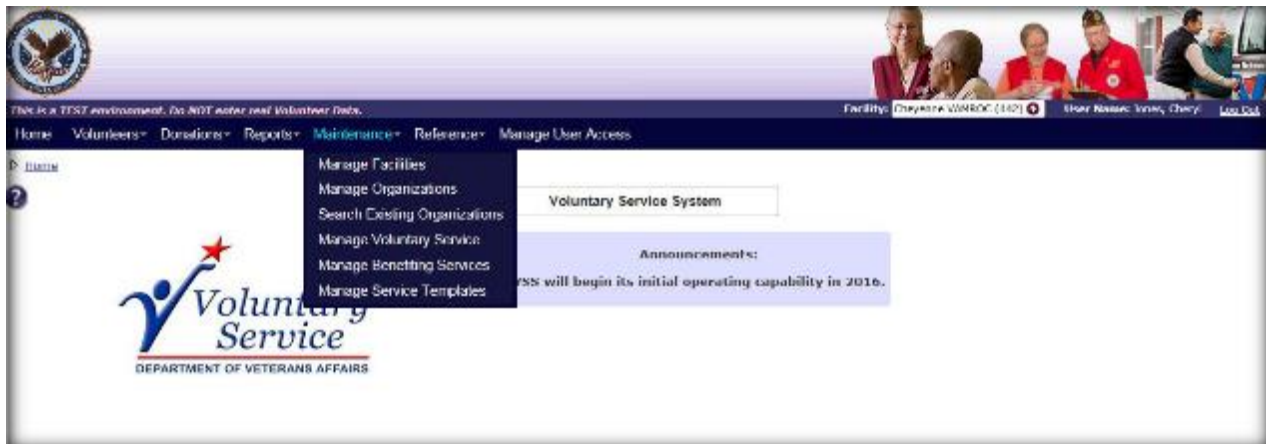 This is a TEST environment. Do NOT enter real Volunteer Data.
Facility: Cheyenne VAMROC (442) User Name: Jones, Cheryl Log Out
Home Volunteers Donations Reports Maintenance Reference Manage User Access
Home
Manage Facilities
Manage Organizations
Search Existing Organizations
Manage Voluntary Service
Manage Benefiting Services
Manage Service Templates
Voluntary Service System
Announcements:
VSS will begin its initial operating capability in 2016.
Voluntary
Service
DEPARTMENT OF VETERANS AFFAIRS